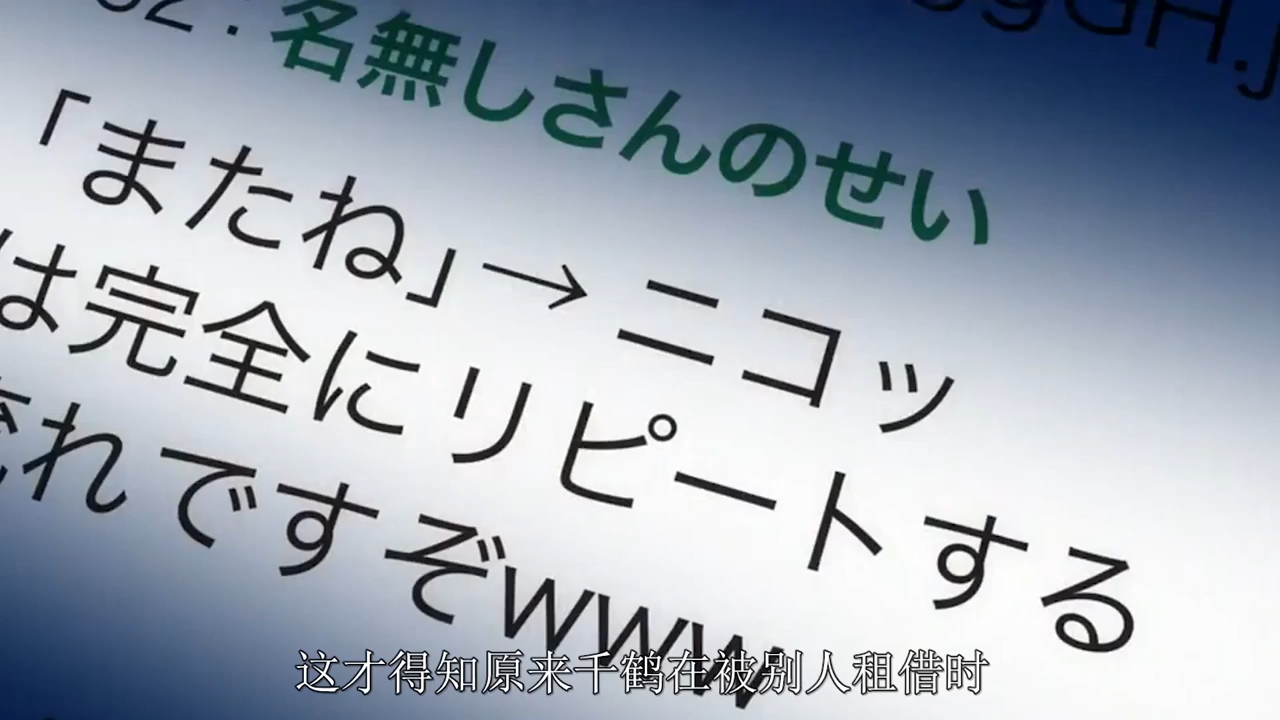 名無しさんのせい
「またね」→ ニコッ
は完全にリピートする
流れですぞwww
这才得知原来千鹤在被别人租借时